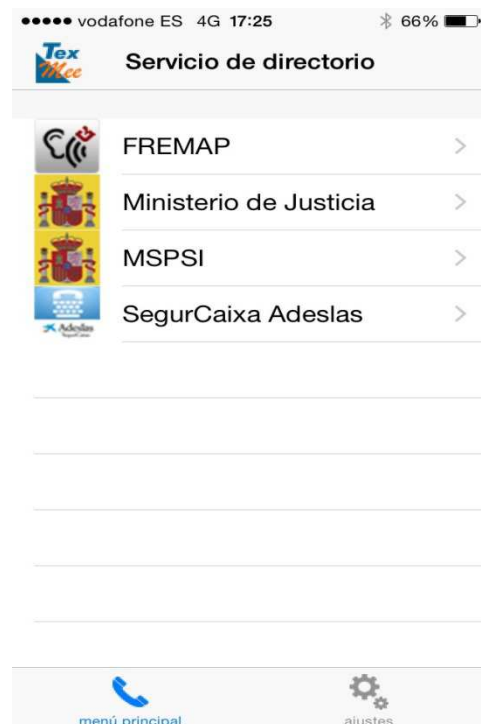 vodafone ES 4G 17:25 66%
Tex
Mee
Servicio de directorio
FREMAP
Ministerio de Justicia
MSPSI
SegurCaixa Adeslas
Adeslas
SegurCaixa
menú principal
ajustes